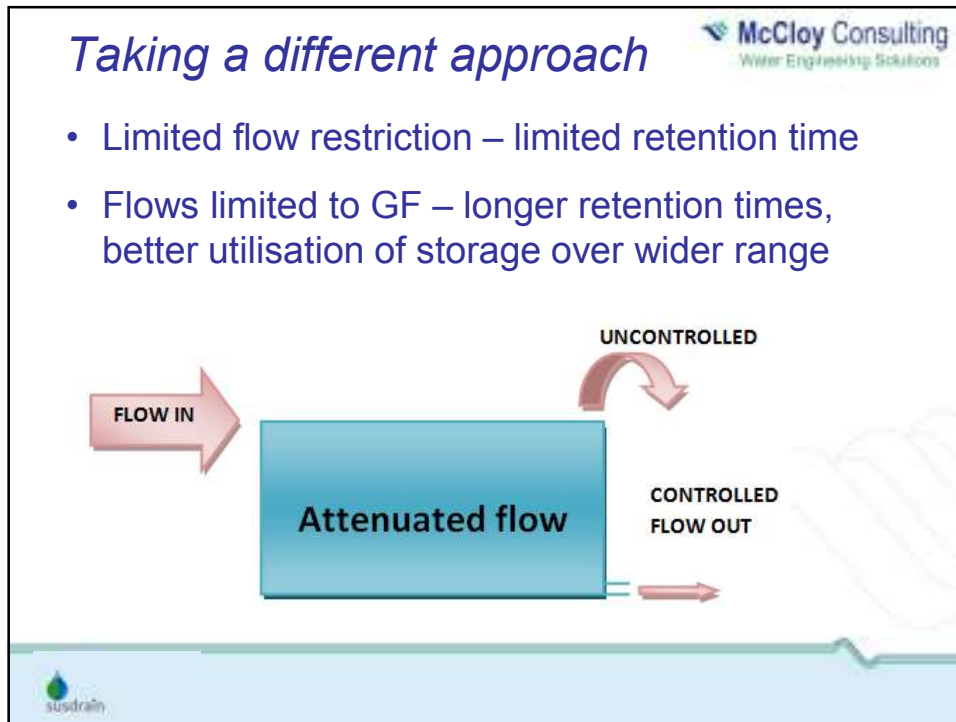 Taking a different approach
McCloy Consulting
Water Engineering Solutions
• Limited flow restriction – limited retention time
• Flows limited to GF – longer retention times,
better utilisation of storage over wider range
UNCONTROLLED
FLOW IN
Attenuated flow
CONTROLLED
FLOW OUT
susdrain